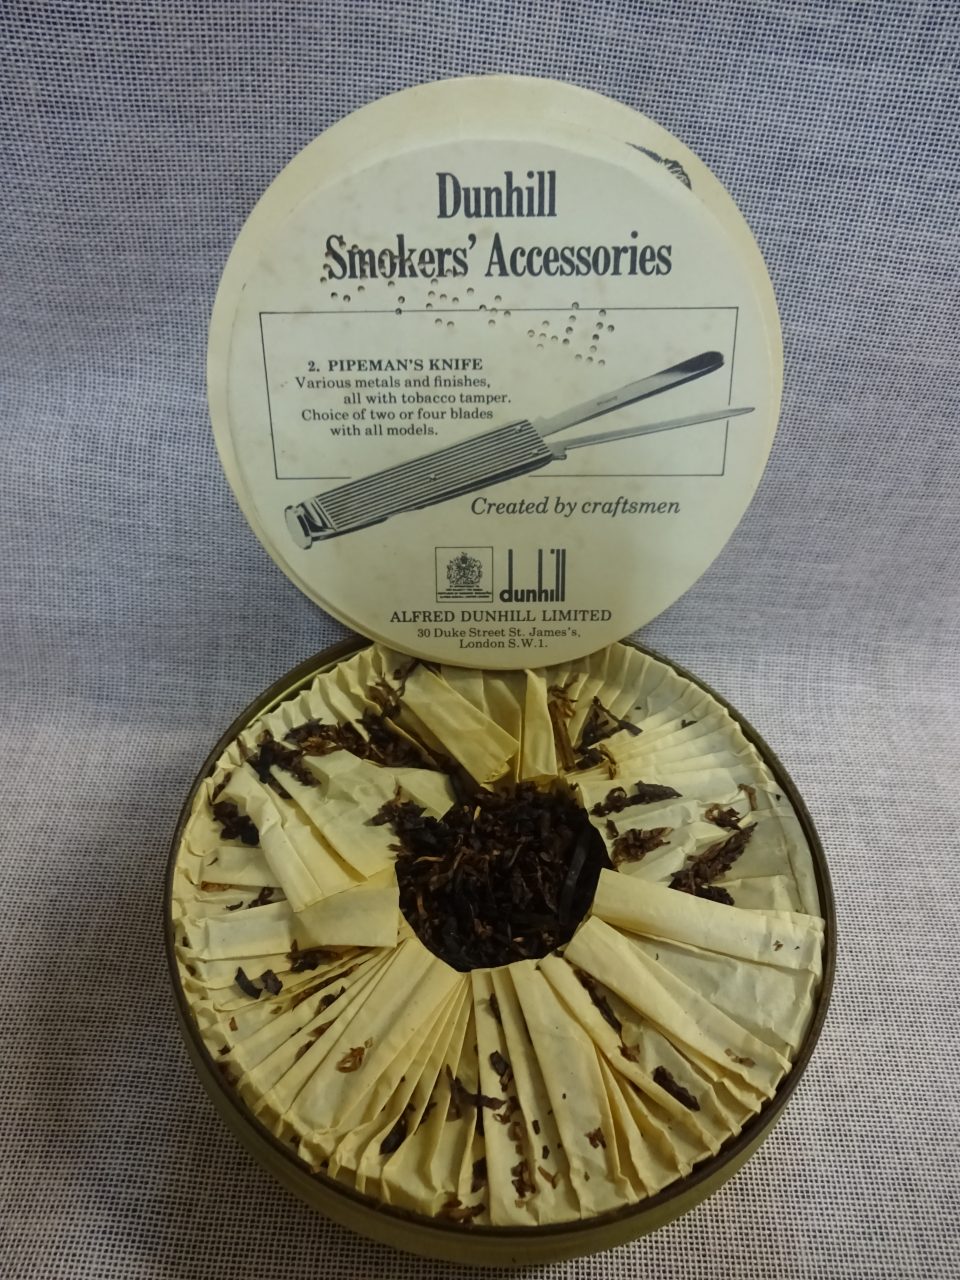 Dunhill
Smokers' Accessories
2. PIPEMAN'S KNIFE
Various metals and finishes,
all with tobacco tamper.
Choice of two or four blades
with all models.
Created by craftsmen
dunhill
ALFRED DUNHILL LIMITED
30 Duke Street St. James's,
London S.W.1.